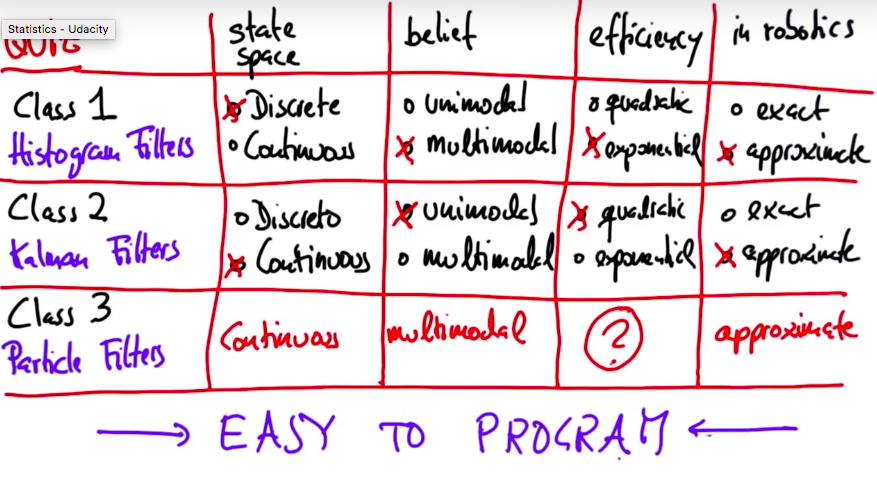 Statistics - Udacity
QUIZ
state space
belief
efficiency
in robotics
Class 1
Histogram Filters
Discrete
Continuous
unimodal
multimodal
quadratic
exponential
exact
approximate
Class 2
Kalman Filters
Discrete
Continuous
unimodal
multimodal
quadratic
exponential
exact
approximate
Class 3
Particle Filters
Continuous
multimodal
?
approximate
EASY TO PROGRAM